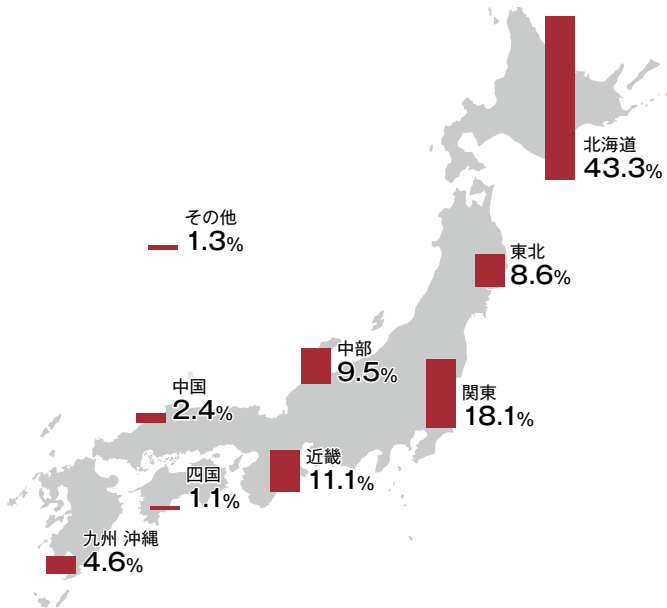 北海道
43.3%
その他
1.3%
東北
8.6%
中部
9.5%
中国
2.4%
関東
18.1%
近畿
11.1%
四国
1.1%
九州 沖縄
4.6%